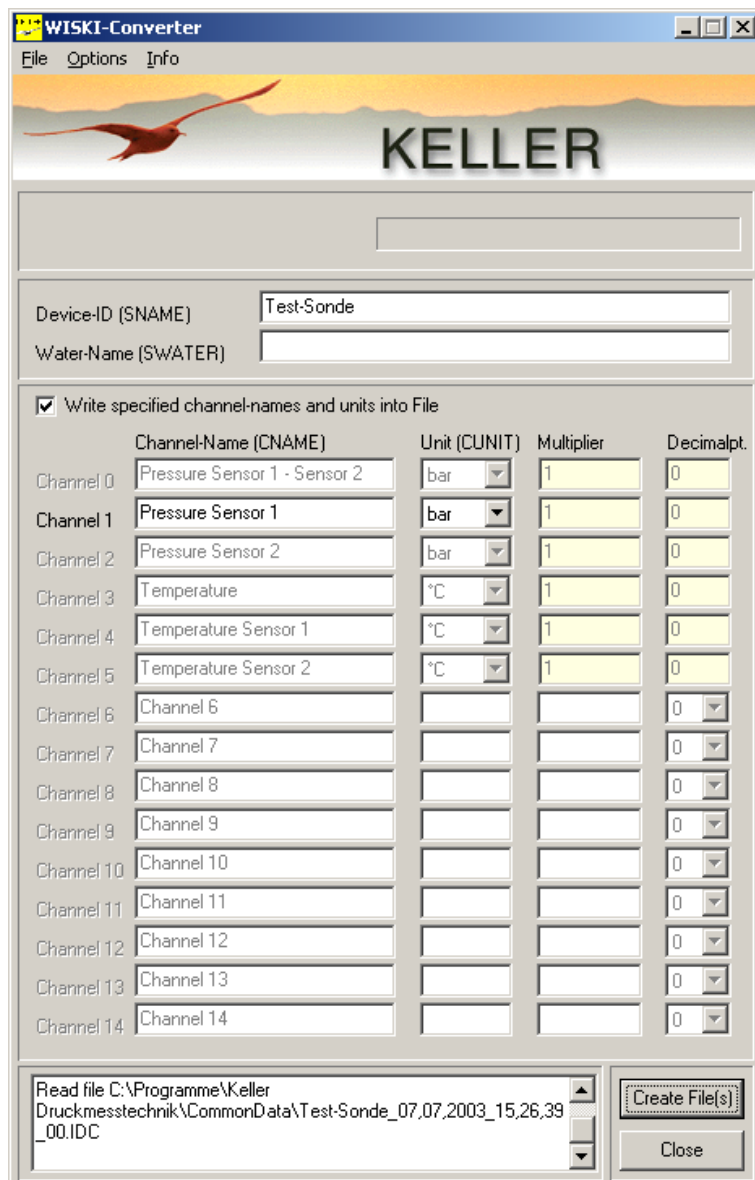 WISKI-Converter
File Options Info
KELLER
Device-ID (SNAME) Test-Sonde
Water-Name (SWATER)
Write specified channel-names and units into File
Channel-Name (CNAME) Unit (CUNIT) Multiplier Decimalpt.
Channel 0 Pressure Sensor 1 - Sensor 2 bar 1 0
Channel 1 Pressure Sensor 1 bar 1 0
Channel 2 Pressure Sensor 2 bar 1 0
Channel 3 Temperature °C 1 0
Channel 4 Temperature Sensor 1 °C 1 0
Channel 5 Temperature Sensor 2 °C 1 0
Channel 6 Channel 6 0
Channel 7 Channel 7 0
Channel 8 Channel 8 0
Channel 9 Channel 9 0
Channel 10 Channel 10 0
Channel 11 Channel 11 0
Channel 12 Channel 12 0
Channel 13 Channel 13 0
Channel 14 Channel 14 0
Read file C:\Programme\Keller
Druckmesstechnik\CommonData\Test-Sonde_07,07,2003_15,26,39
_00.IDC
Create File(s)
Close